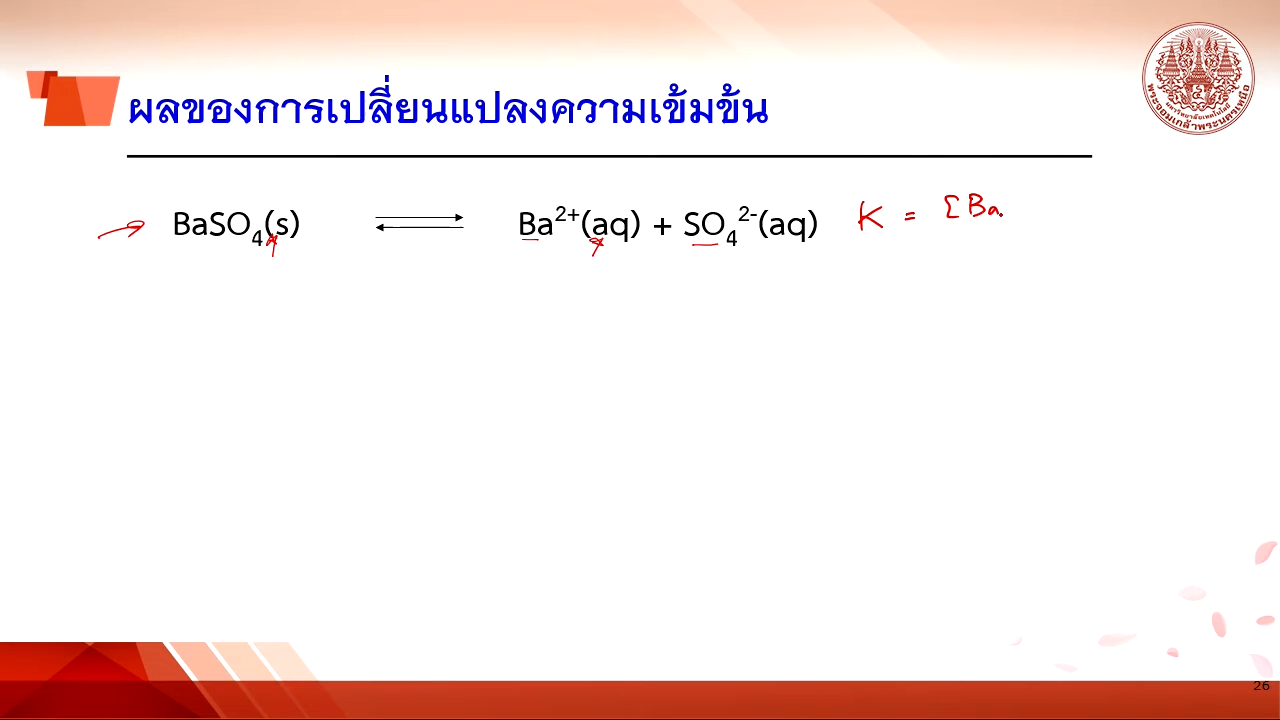 ผลของการเปลี่ยนแปลงความเข้มข้น
BaSO₄(s) ⇌ Ba²⁺(aq) + SO₄²⁻(aq) K = [Ba
26